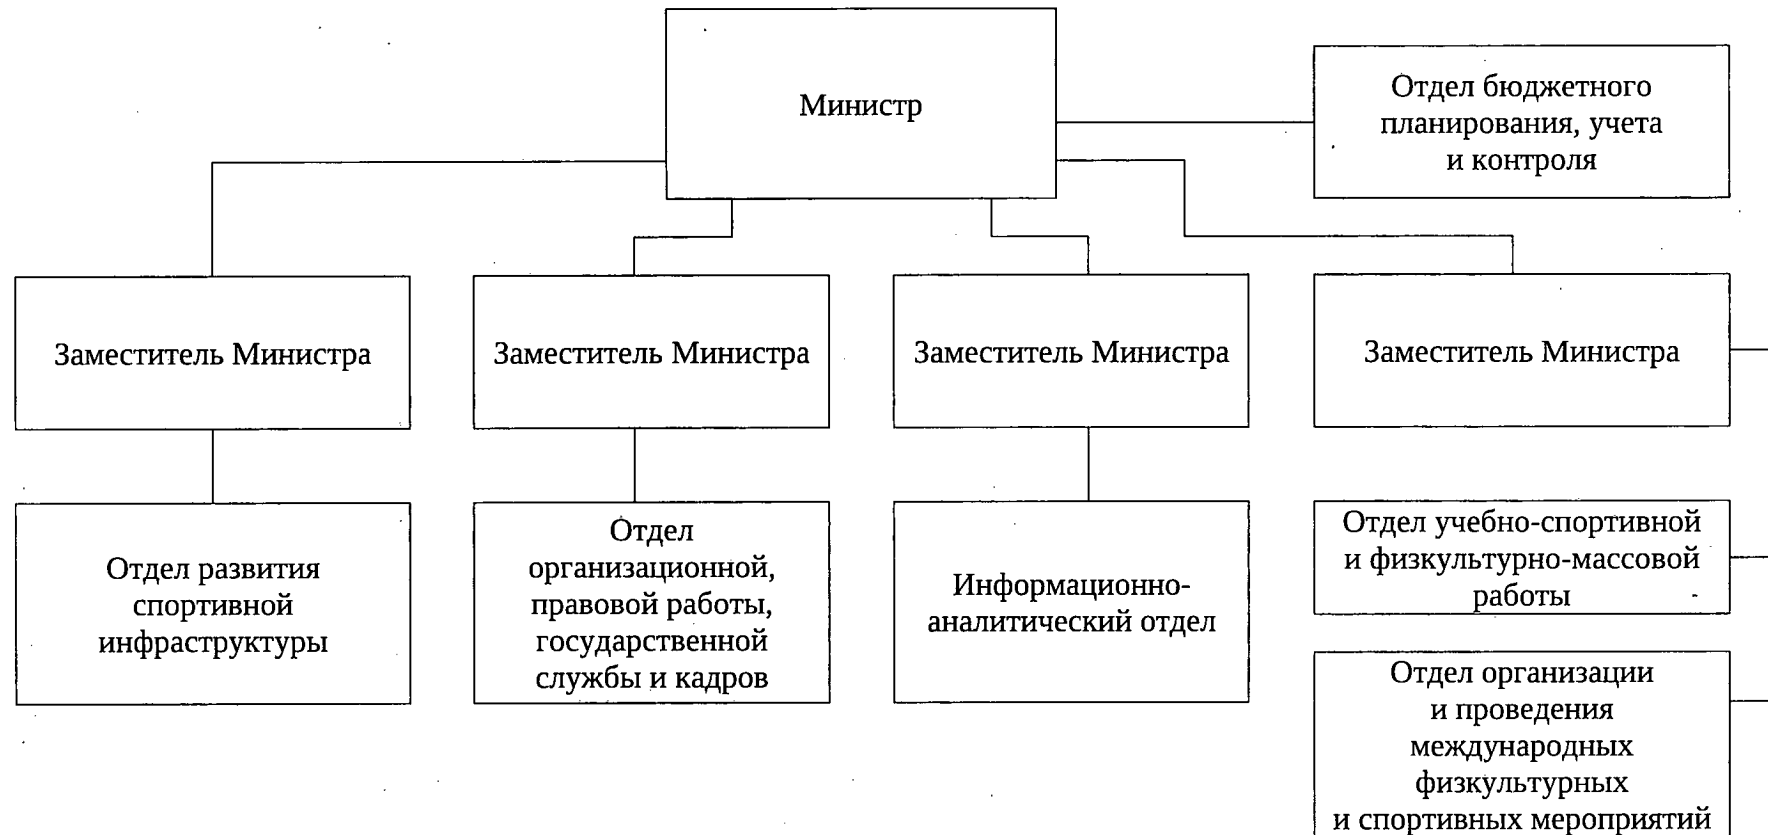 Министр
Отдел бюджетного
планирования, учета
и контроля
Заместитель Министра
Заместитель Министра
Заместитель Министра
Заместитель Министра
Отдел развития
спортивной
инфраструктуры
Отдел
организационной,
правовой работы,
государственной
службы и кадров
Информационно-
аналитический отдел
Отдел учебно-спортивной
и физкультурно-массовой
работы
Отдел организации
и проведения
международных
физкультурных
и спортивных мероприятий